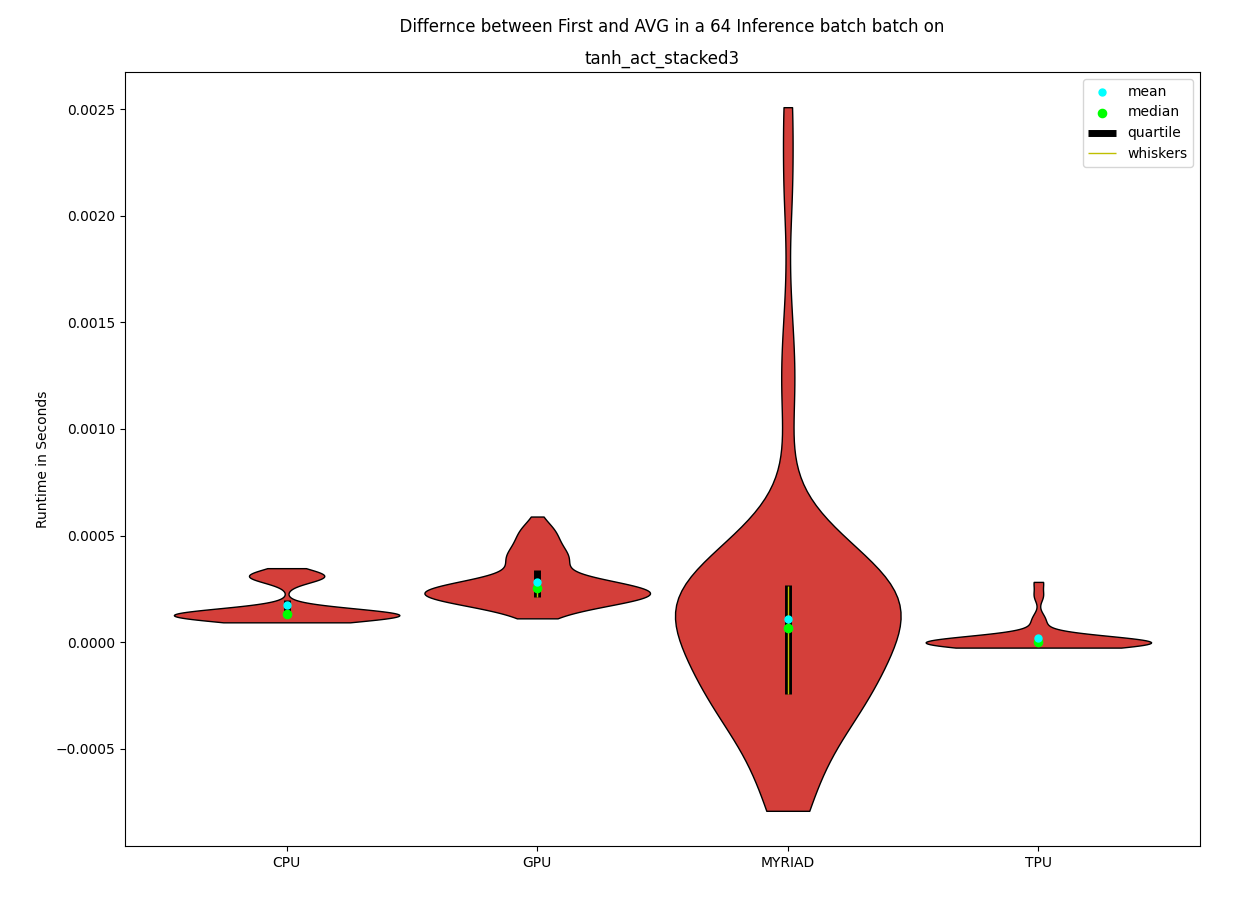 Differnce between First and AVG in a 64 Inference batch batch on
tanh_act_stacked3
mean
median
quartile
whiskers
0.0025
0.0020
0.0015
0.0010
0.0005
0.0000
−0.0005
Runtime in Seconds
CPU GPU MYRIAD TPU